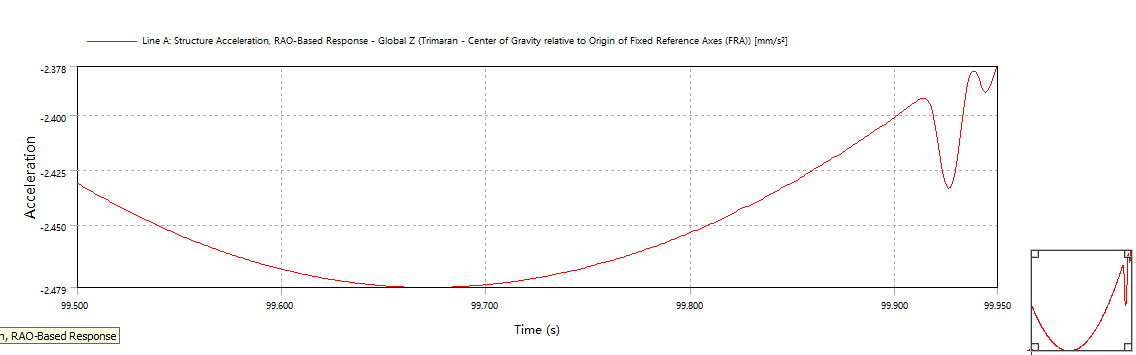 Line A: Structure Acceleration, RAO-Based Response - Global Z (Trimaran - Center of Gravity relative to Origin of Fixed Reference Axes (FRA)) [mm/s²]
-2.378
-2.400
-2.425
-2.450
-2.479
Acceleration
99.500 99.600 99.700 99.800 99.900 99.950
Time (s)
, RAO-Based Response